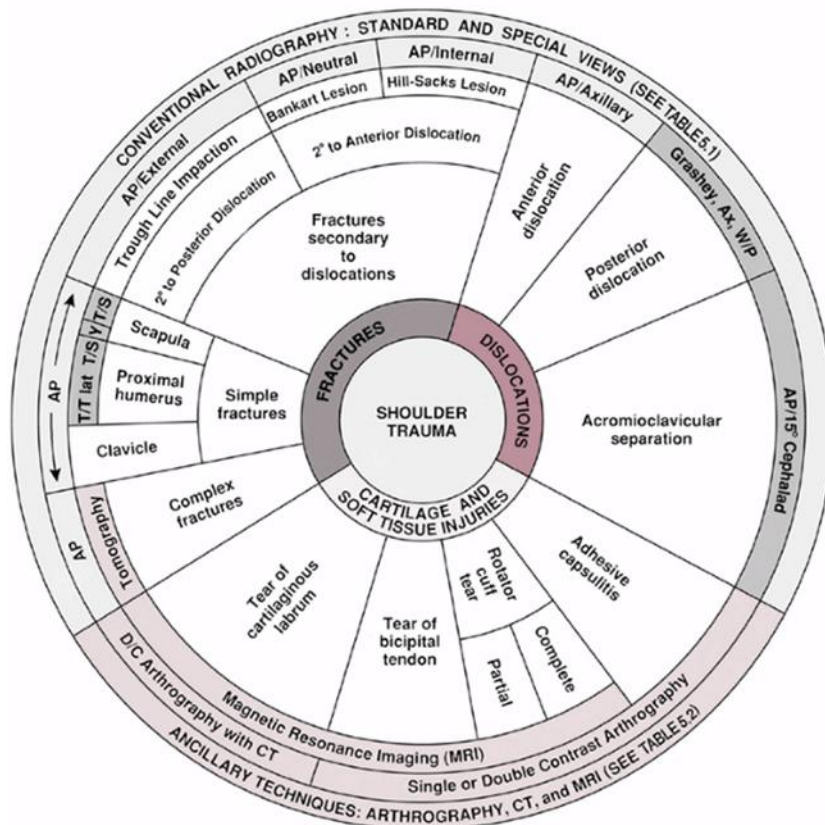 CONVENTIONAL RADIOGRAPHY: STANDARD AND SPECIAL VIEWS (SEE TABLE 5.1)
AP/External
AP/Neutral
AP/Internal
AP/Axillary
Grashey, Ax, W/P
AP/15° Cephalad
Bankart Lesion
Hill-Sacks Lesion
Trough Line Impaction
2° to Posterior Dislocation
2° to Anterior Dislocation
Fractures
secondary
to
dislocations
Anterior
dislocation
Posterior
dislocation
Acromioclavicular
separation
AP
T/S
Y
T/S
T/T lat
Scapula
Proximal
humerus
Clavicle
Simple
fractures
Complex
fractures
FRACTURES
DISLOCATIONS
SHOULDER
TRAUMA
CARTILAGE AND
SOFT TISSUE INJURIES
AP
Tomography
Tear of
cartilaginous
labrum
Tear of
bicipital
tendon
Rotator
cuff
tear
Partial
Complete
Adhesive
capsulitis
Magnetic Resonance Imaging (MRI)
D/C Arthrography with CT
Single or Double Contrast Arthrography
ANCILLARY TECHNIQUES: ARTHROGRAPHY, CT, and MRI (SEE TABLE 5.2)